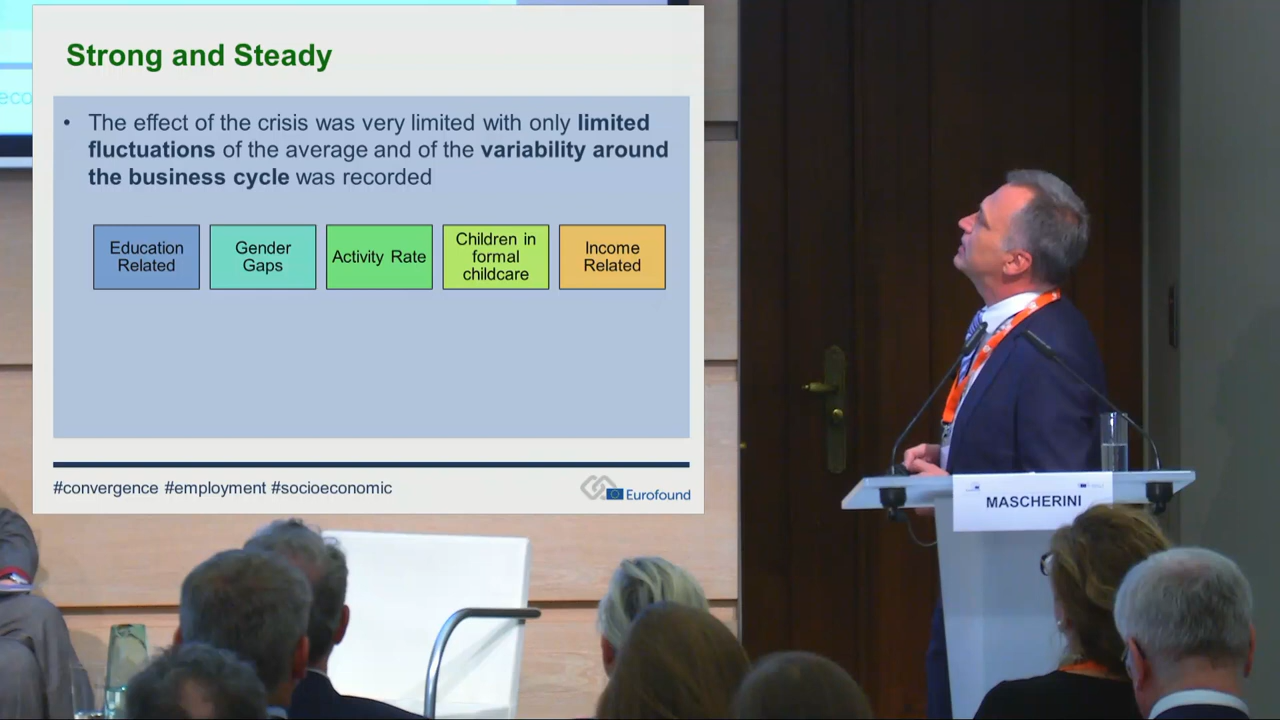 Strong and Steady
eco
• The effect of the crisis was very limited with only limited
fluctuations of the average and of the variability around
the business cycle was recorded
Education
Related
Gender
Gaps
Activity Rate
Children in
formal
childcare
Income
Related
#convergence #employment #socioeconomic
Eurofound
MASCHERINI